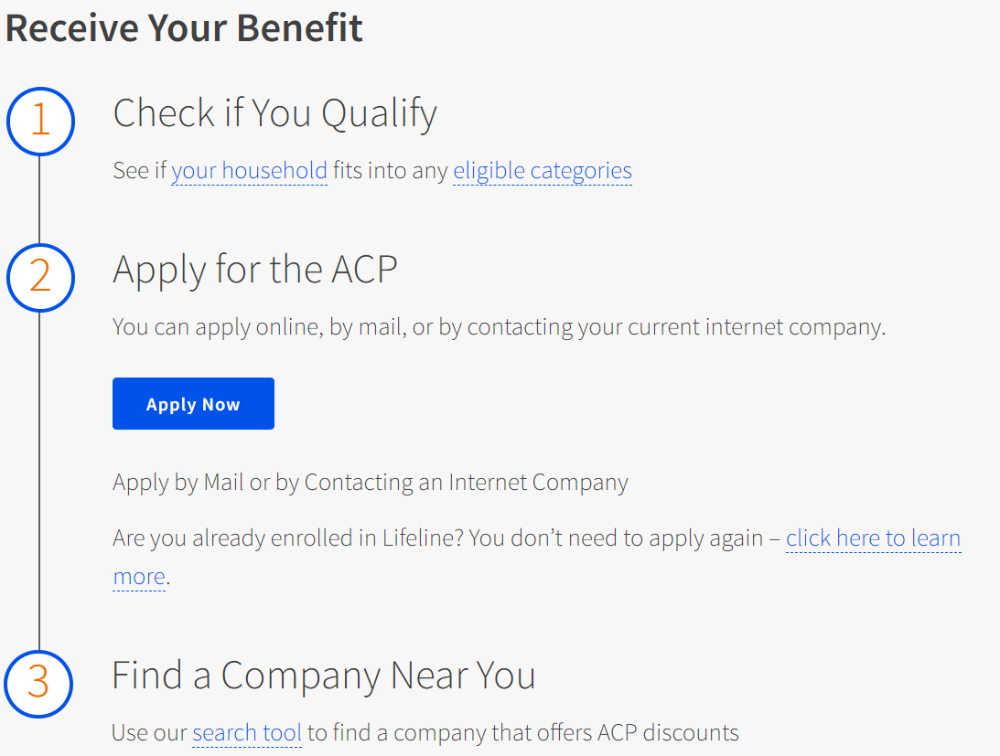 Receive Your Benefit
1
Check if You Qualify
See if your household fits into any eligible categories
2
Apply for the ACP
You can apply online, by mail, or by contacting your current internet company.
Apply Now
Apply by Mail or by Contacting an Internet Company
Are you already enrolled in Lifeline? You don’t need to apply again – click here to learn
more.
3
Find a Company Near You
Use our search tool to find a company that offers ACP discounts